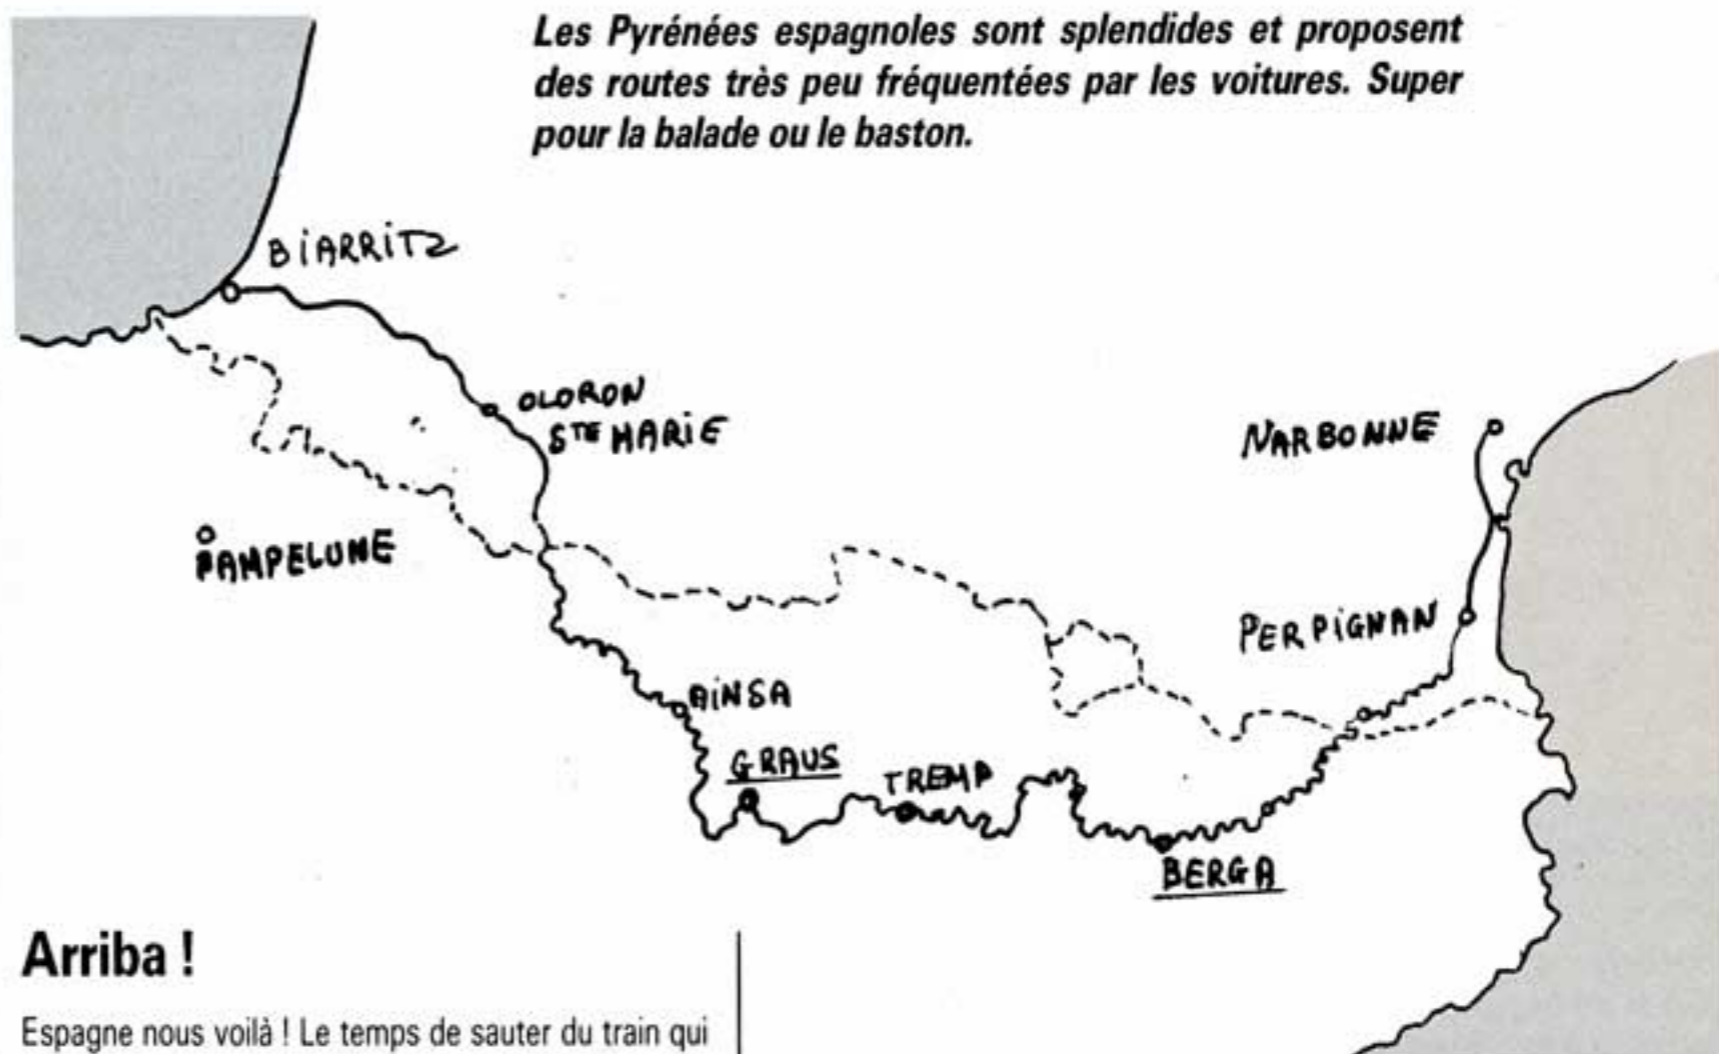 Les Pyrénées espagnoles sont splendides et proposent
des routes très peu fréquentées par les voitures. Super
pour la balade ou le baston.
BIARRITZ
OLORON
STE MARIE
NARBONNE
PAMPELUNE
PERPIGNAN
AINSA
GRAUS
TREMP
BERGA
Arriba !
Espagne nous voilà ! Le temps de sauter du train qui